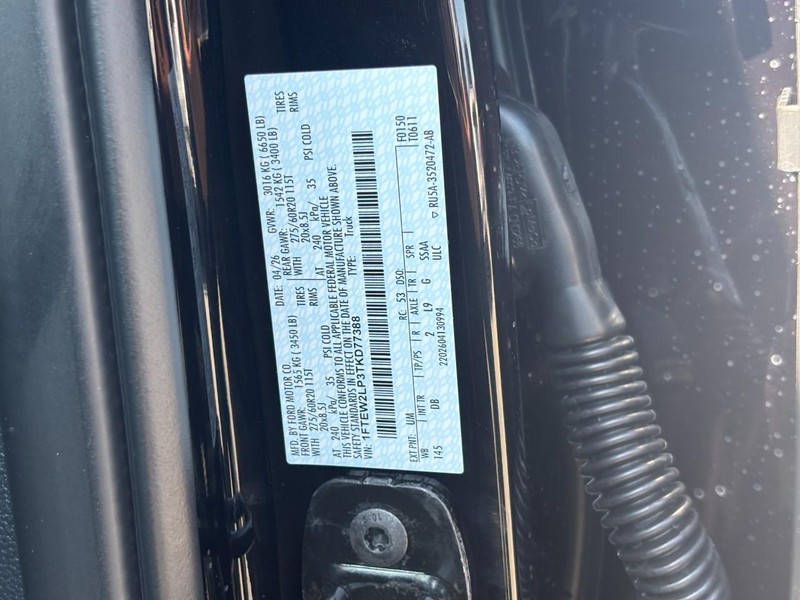 MFD. BY FORD MOTOR CO.
DATE: 04/26 GVWR: 3016 KG ( 6650 LB)
FRONT GAWR: 1565 KG ( 3450 LB) REAR GAWR: 1542 KG ( 3400 LB)
WITH 275/60R20 115T TIRES WITH 275/60R20 115T TIRES
20x8.5J RIMS 20x8.5J RIMS
AT 240 kPa/ 35 PSI COLD AT 240 kPa/ 35 PSI COLD
THIS VEHICLE CONFORMS TO ALL APPLICABLE FEDERAL MOTOR VEHICLE
SAFETY STANDARDS IN EFFECT ON THE DATE OF MANUFACTURE SHOWN ABOVE.
VIN: 1FTEW2LP3TKD77388 TYPE: Truck
EXT PNT: UM RC: 53 DSO: F0150
WB INT TR TP/PS R AXLE TR SPR T0611
145 DB 2 L9 G SSAA
2202604130994 ULC ▽ RU5A-3520472-AB